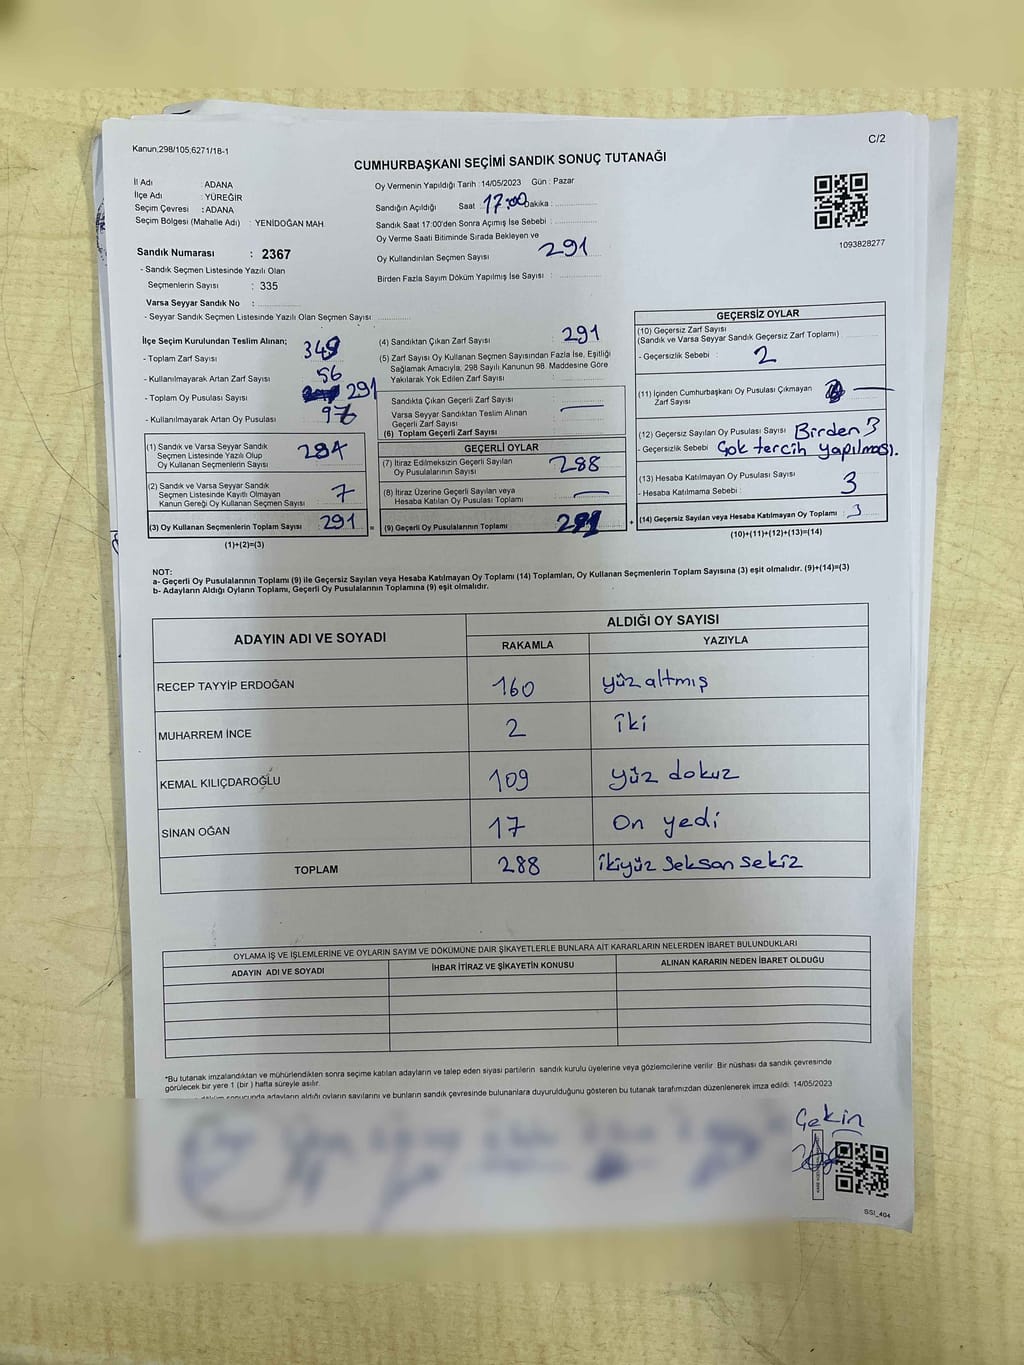 Kanun,298/105,6271/18-1
C/2
CUMHURBAŞKANI SEÇİMİ SANDIK SONUÇ TUTANAĞI
İl Adı : ADANA
İlçe Adı : YÜREĞİR
Seçim Çevresi : ADANA
Seçim Bölgesi (Mahalle Adı) : YENİDOĞAN MAH
Sandık Numarası : 2367
- Sandık Seçmen Listesinde Yazılı Olan
Seçmenlerin Sayısı : 335
Varsa Seyyar Sandık No :
- Seyyar Sandık Seçmen Listesinde Yazılı Olan Seçmen Sayısı:
Oy Vermenin Yapıldığı Tarih : 14/05/2023 Gün : Pazar
Sandığın Açıldığı Saat 17:00 Dakika :
Sandık Saat 17:00'den Sonra Açımış İse Sebebi :
Oy Verme Saati Bitiminde Sırada Bekleyen ve
Oy Kullandırılan Seçmen Sayısı 291
Birden Fazla Sayım Döküm Yapılmış İse Sayısı :
1093828277
İlçe Seçim Kurulundan Teslim Alınan;
- Toplam Zarf Sayısı
- Kullanılmayarak Artan Zarf Sayısı 56
- Toplam Oy Pusulası Sayısı 291
- Kullanılmayarak Artan Oy Pusulası
(1) Sandık ve Varsa Seyyar Sandık
Seçmen Listesinde Yazılı Olup
Oy Kullanan Seçmenlerin Sayısı 284
(2) Sandık ve Varsa Seyyar Sandık
Seçmen Listesinde Kayıtlı Olmayan
Kanun Gereği Oy Kullanan Seçmen Sayısı 7
(3) Oy Kullanan Seçmenlerin Toplam Sayısı 291 =
(1)+(2)=(3)
(4) Sandıktan Çıkan Zarf Sayısı 291
(5) Zarf Sayısı Oy Kullanan Seçmen Sayısından Fazla İse, Eşitliği
Sağlamak Amacıyla, 298 Sayılı Kanunun 98. Maddesine Göre
Yakılarak Yok Edilen Zarf Sayısı :
Sandıkta Çıkan Geçerli Zarf Sayısı
Varsa Seyyar Sandıktan Teslim Alınan
Geçerli Zarf Sayısı
(6) Toplam Geçerli Zarf Sayısı
GEÇERLİ OYLAR
(7) İtiraz Edilmeksizin Geçerli Sayılan
Oy Pusulalarının Sayısı 288
(8) İtiraz Üzerine Geçerli Sayılan veya
Hesaba Katılan Oy Pusulası Toplamı
(9) Geçerli Oy Pusulalarının Toplamı +
GEÇERSİZ OYLAR
(10) Geçersiz Zarf Sayısı
(Sandık ve Varsa Seyyar Sandık Geçersiz Zarf Toplamı)
- Geçersizlik Sebebi : 2
(11) İçinden Cumhurbaşkanı Oy Pusulası Çıkmayan
Zarf Sayısı
(12) Geçersiz Sayılan Oy Pusulası Sayısı Birden 3
- Geçersizlik Sebebi Çok tercih yapılması.
(13) Hesaba Katılmayan Oy Pusulası Sayısı
- Hesaba Katılmama Sebebi : 3
(14) Geçersiz Sayılan veya Hesaba Katılmayan Oy Toplamı : 3
(10)+(11)+(12)+(13)=(14)
NOT:
a- Geçerli Oy Pusulalarının Toplamı (9) ile Geçersiz Sayılan veya Hesaba Katılmayan Oy Toplamı (14) Toplamları, Oy Kullanan Seçmenlerin Toplam Sayısına (3) eşit olmalıdır. (9)+(14)=(3)
b- Adayların Aldığı Oyların Toplamı, Geçerli Oy Pusulalarının Toplamına (9) eşit olmalıdır.
ADAYIN ADI VE SOYADI
ALDIĞI OY SAYISI
RAKAMLA YAZIYLA
RECEP TAYYİP ERDOĞAN 160 yüz altmış
MUHARREM İNCE 2 iki
KEMAL KILIÇDAROĞLU 109 yüz dokuz
SİNAN OĞAN 17 On yedi
TOPLAM 288 ikiyüz Seksan Sekiz
OYLAMA İŞ VE İŞLEMLERİNE VE OYLARIN SAYIM VE DÖKÜMÜNE DAİR ŞİKAYETLERLE BUNLARA AİT KARARLARIN NELERDEN İBARET BULUNDUKLARI
ADAYIN ADI VE SOYADI İHBAR İTİRAZ VE ŞİKAYETİN KONUSU ALINAN KARARIN NEDEN İBARET OLDUĞU
*Bu tutanak imzalandıktan ve mühürlendikten sonra seçime katılan adayların ve talep eden siyasi partilerin sandık kurulu üyelerine veya gözlemcilerine verilir. Bir nüshası da sandık çevresinde
görülecek bir yere 1 (bir ) hafta süreyle asılır.
sonucunda adayların aldığı oyların sayılarını ve bunların sandık çevresinde bulunanlara duyurulduğunu gösteren bu tutanak tarafımızdan düzenlenerek imza edildi. 14/05/2023
Çekin
SSI_404